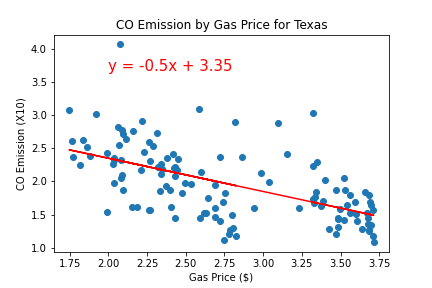 CO Emission by Gas Price for Texas
y = -0.5x + 3.35
CO Emission (X10)
4.0
3.5
3.0
2.5
2.0
1.5
1.0
1.75 2.00 2.25 2.50 2.75 3.00 3.25 3.50 3.75
Gas Price ($)